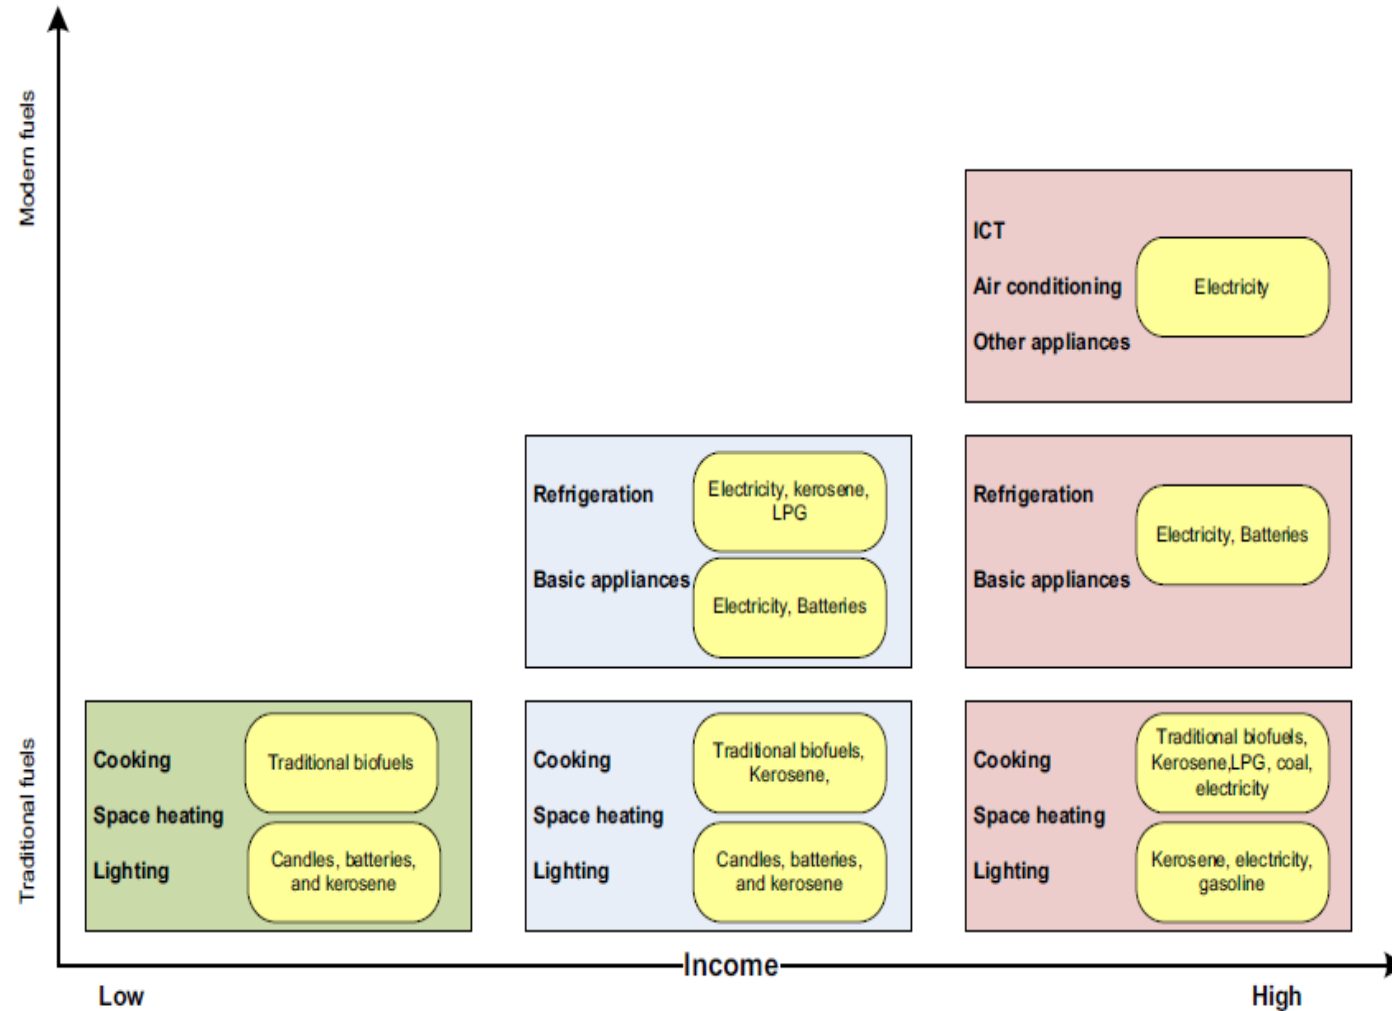 Modern fuels
Traditional fuels
ICT
Air conditioning
Other appliances
Electricity
Refrigeration
Basic appliances
Electricity, kerosene,
LPG
Electricity, Batteries
Refrigeration
Basic appliances
Electricity, Batteries
Cooking
Space heating
Lighting
Traditional biofuels
Candles, batteries,
and kerosene
Cooking
Space heating
Lighting
Traditional biofuels,
Kerosene,
Candles, batteries,
and kerosene
Cooking
Space heating
Lighting
Traditional biofuels,
Kerosene,LPG, coal,
electricity
Kerosene, electricity,
gasoline
Income
Low
High